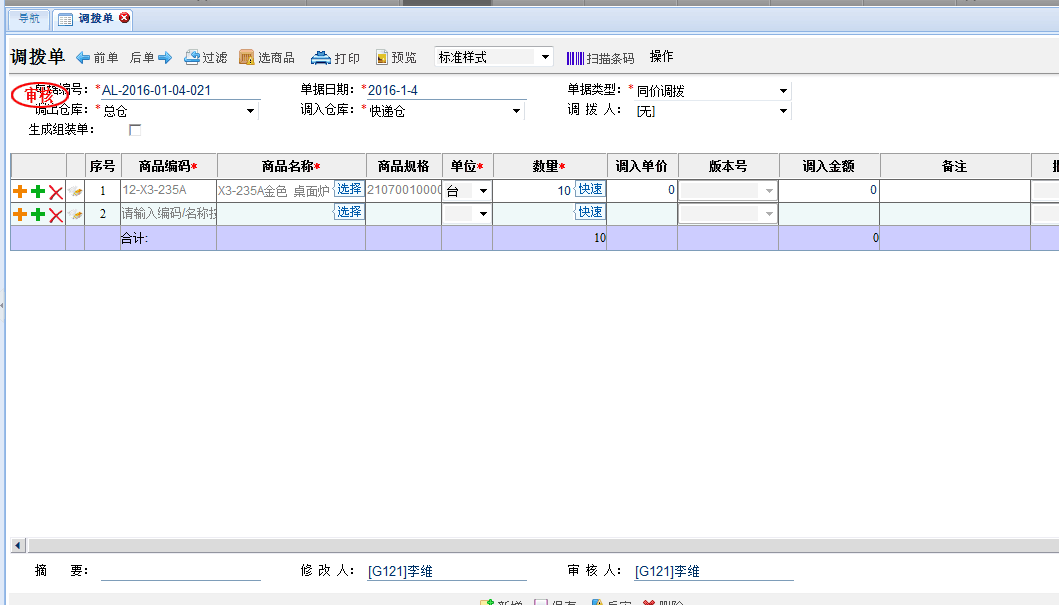 导航 调拨单
调拨单 前单 后单 过滤 选商品 打印 预览 标准样式 扫描条码 操作
审核
编号: *AL-2016-01-04-021 单据日期: *2016-1-4 单据类型: *同价调拨
调出仓库: *总仓 调入仓库: *快递仓 调 拨 人: [无]
生成组装单:
序号 商品编码* 商品名称* 商品规格 单位* 数量* 调入单价 版本号 调入金额 备注
1 12-X3-235A X3-235A金色 桌面炉 选择 21070010000 台 10 快速 0 0
2 请输入编码/名称 选择 快速
合计: 10 0
摘 要: 修 改 人: [G121]李维 审 核 人: [G121]李维
新增 保存 反审 删除